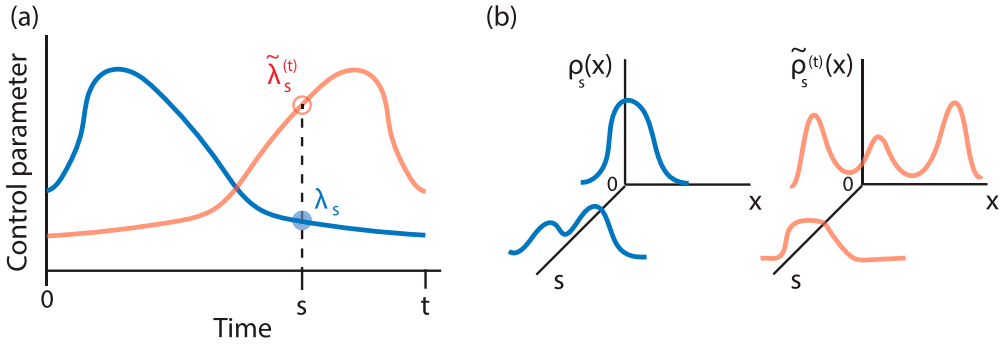 (a)
Control parameter
λ̃ₛ⁽ᵗ⁾
λₛ
0
s
t
Time
(b)
ρₛ(x)
0
x
s
ρ̃ₛ⁽ᵗ⁾(x)
0
x
s